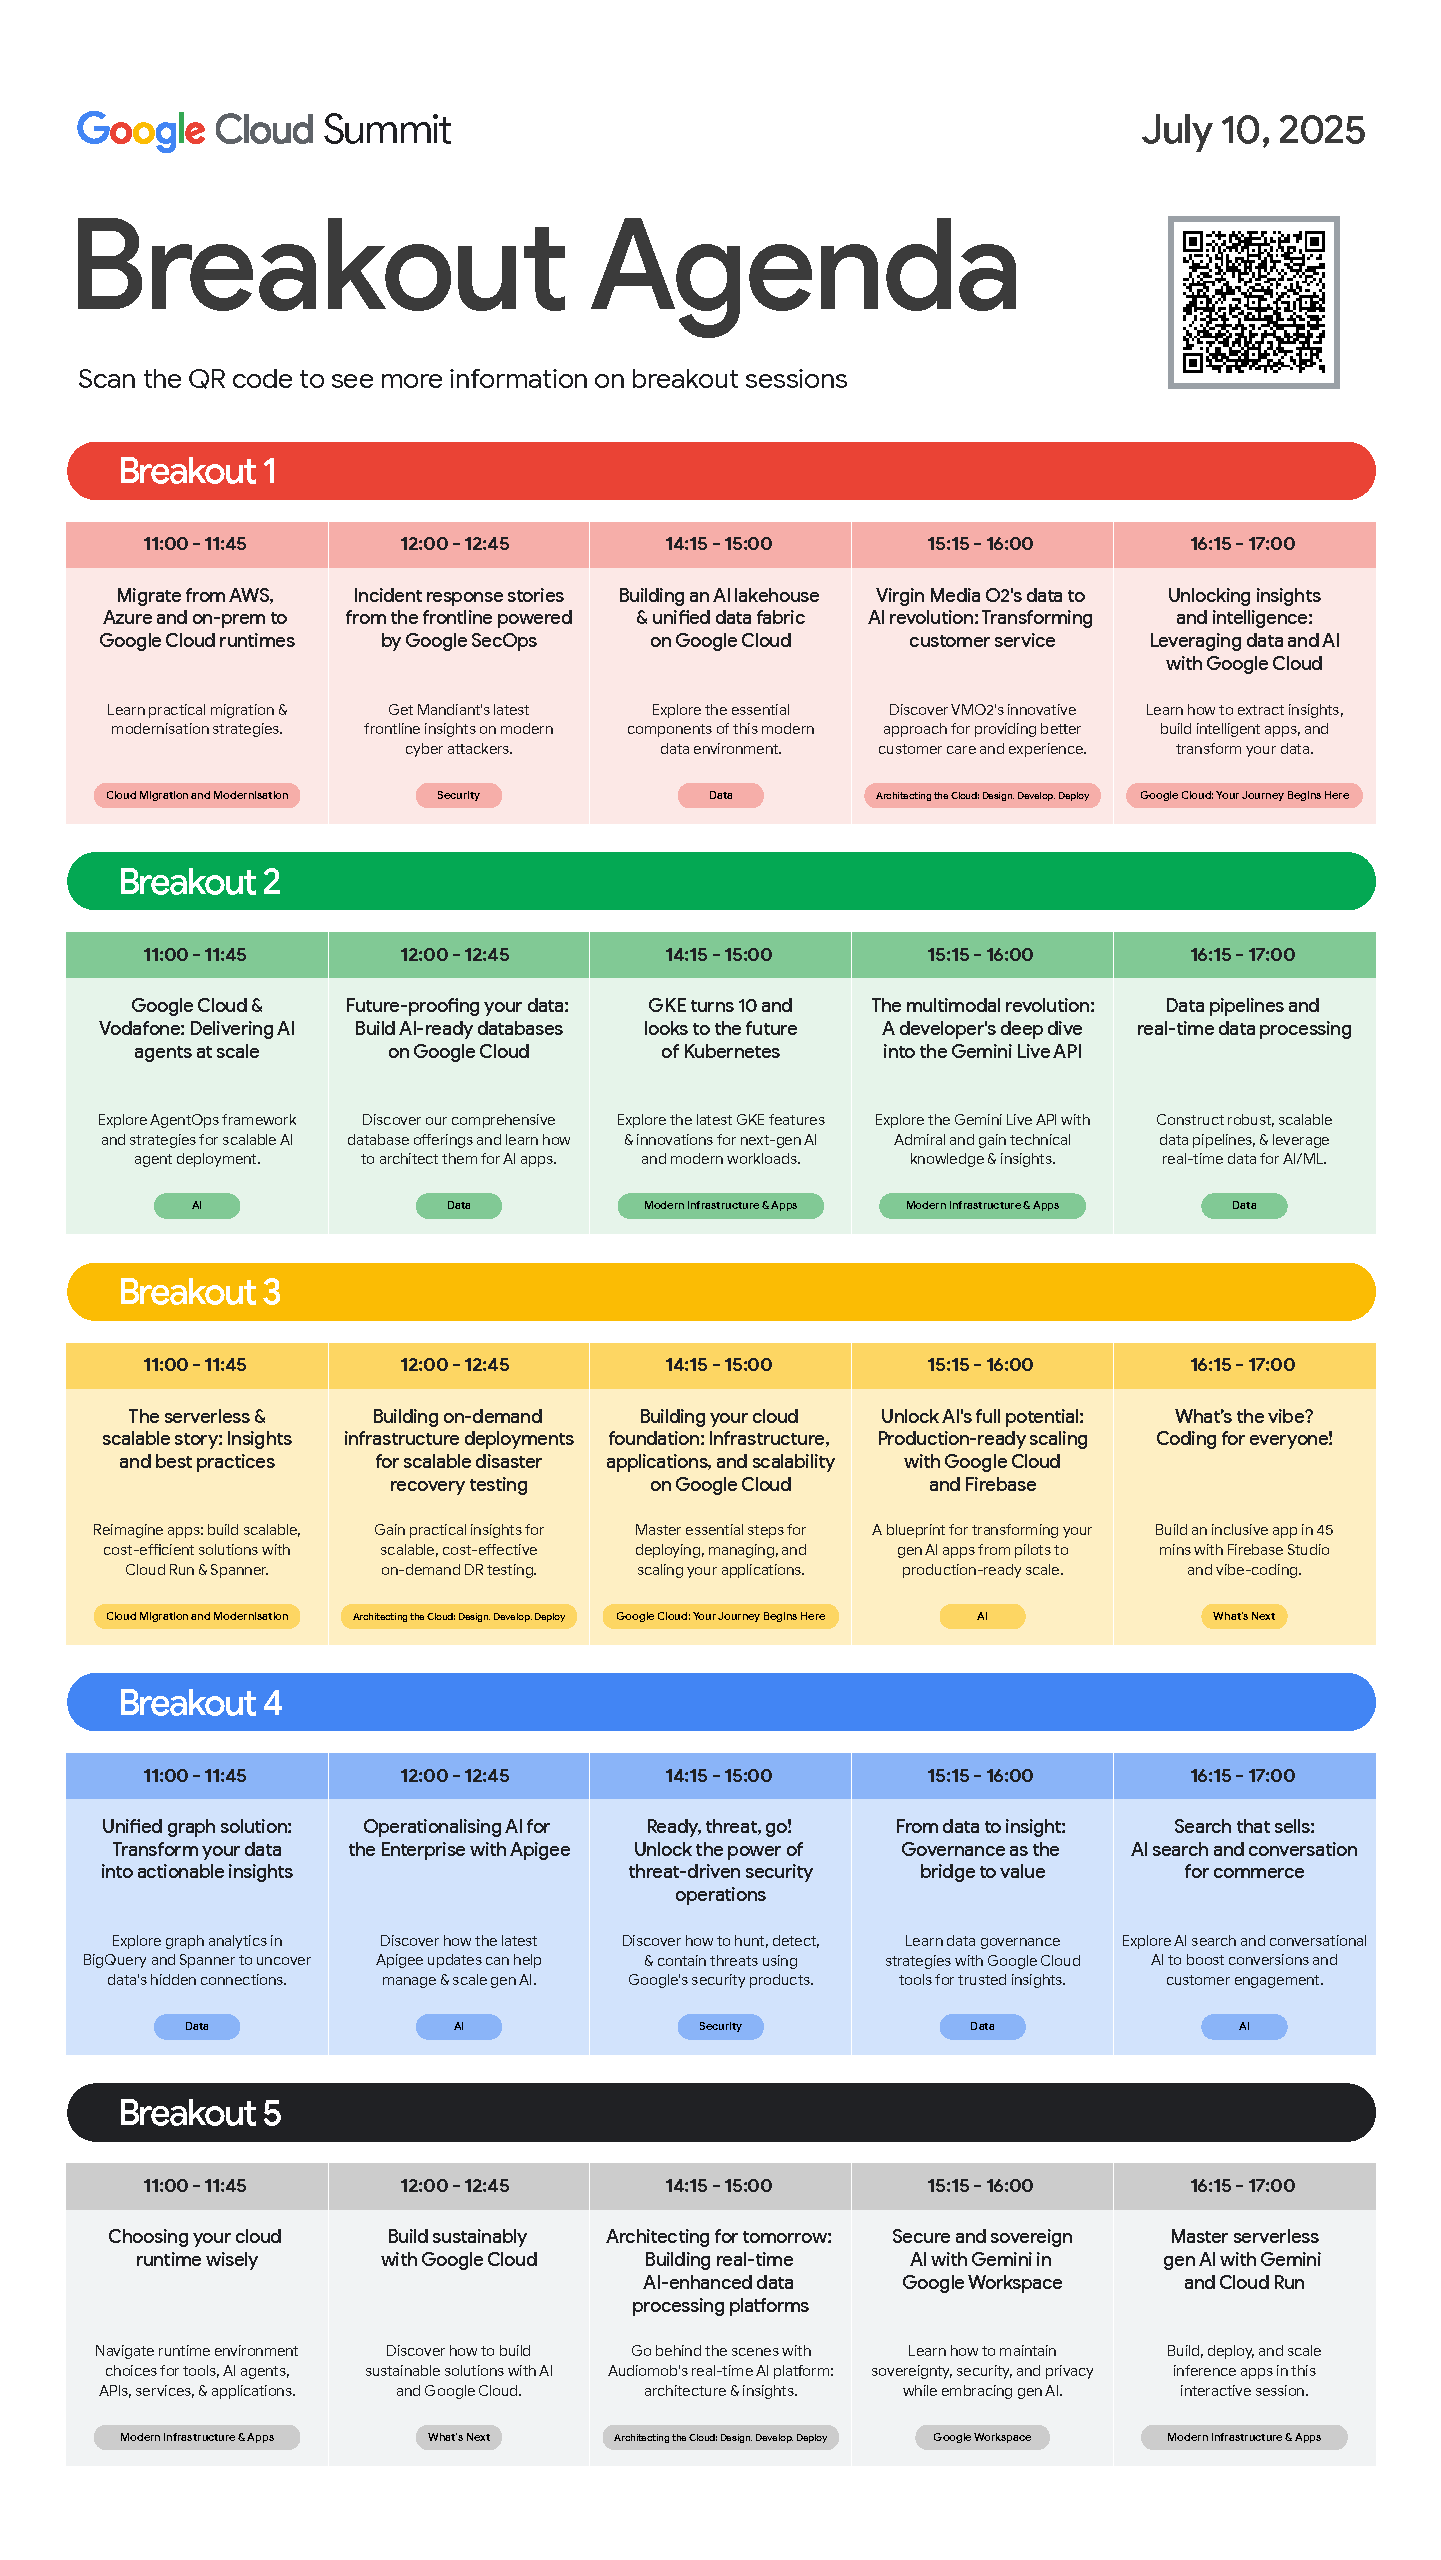 Google Cloud Summit
July 10, 2025
Breakout Agenda
Scan the QR code to see more information on breakout sessions
Breakout 1
11:00 - 11:45
Migrate from AWS,
Azure and on-prem to
Google Cloud runtimes
Learn practical migration &
modernisation strategies.
Cloud Migration and Modernisation
12:00 - 12:45
Incident response stories
from the frontline powered
by Google SecOps
Get Mandiant's latest
frontline insights on modern
cyber attackers.
Security
14:15 - 15:00
Building an AI lakehouse
& unified data fabric
on Google Cloud
Explore the essential
components of this modern
data environment.
Data
15:15 - 16:00
Virgin Media O2's data to
AI revolution: Transforming
customer service
Discover VMO2's innovative
approach for providing better
customer care and experience.
Architecting the Cloud: Design. Develop. Deploy
16:15 - 17:00
Unlocking insights
and intelligence:
Leveraging data and AI
with Google Cloud
Learn how to extract insights,
build intelligent apps, and
transform your data.
Google Cloud: Your Journey Begins Here
Breakout 2
11:00 - 11:45
Google Cloud &
Vodafone: Delivering AI
agents at scale
Explore AgentOps framework
and strategies for scalable AI
agent deployment.
AI
12:00 - 12:45
Future-proofing your data:
Build AI-ready databases
on Google Cloud
Discover our comprehensive
database offerings and learn how
to architect them for AI apps.
Data
14:15 - 15:00
GKE turns 10 and
looks to the future
of Kubernetes
Explore the latest GKE features
& innovations for next-gen AI
and modern workloads.
Modern Infrastructure & Apps
15:15 - 16:00
The multimodal revolution:
A developer's deep dive
into the Gemini Live API
Explore the Gemini Live API with
Admiral and gain technical
knowledge & insights.
Modern Infrastructure & Apps
16:15 - 17:00
Data pipelines and
real-time data processing
Construct robust, scalable
data pipelines, & leverage
real-time data for AI/ML.
Data
Breakout 3
11:00 - 11:45
The serverless &
scalable story: Insights
and best practices
Reimagine apps: build scalable,
cost-efficient solutions with
Cloud Run & Spanner.
Cloud Migration and Modernisation
12:00 - 12:45
Building on-demand
infrastructure deployments
for scalable disaster
recovery testing
Gain practical insights for
scalable, cost-effective
on-demand DR testing.
Architecting the Cloud: Design. Develop. Deploy
14:15 - 15:00
Building your cloud
foundation: Infrastructure,
applications, and scalability
on Google Cloud
Master essential steps for
deploying, managing, and
scaling your applications.
Google Cloud: Your Journey Begins Here
15:15 - 16:00
Unlock AI's full potential:
Production-ready scaling
with Google Cloud
and Firebase
A blueprint for transforming your
gen AI apps from pilots to
production-ready scale.
AI
16:15 - 17:00
What's the vibe?
Coding for everyone!
Build an inclusive app in 45
mins with Firebase Studio
and vibe-coding.
What's Next
Breakout 4
11:00 - 11:45
Unified graph solution:
Transform your data
into actionable insights
Explore graph analytics in
BigQuery and Spanner to uncover
data's hidden connections.
Data
12:00 - 12:45
Operationalising AI for
the Enterprise with Apigee
Discover how the latest
Apigee updates can help
manage & scale gen AI.
AI
14:15 - 15:00
Ready, threat, go!
Unlock the power of
threat-driven security
operations
Discover how to hunt, detect,
& contain threats using
Google's security products.
Security
15:15 - 16:00
From data to insight:
Governance as the
bridge to value
Learn data governance
strategies with Google Cloud
tools for trusted insights.
Data
16:15 - 17:00
Search that sells:
AI search and conversation
for commerce
Explore AI search and conversational
AI to boost conversions and
customer engagement.
AI
Breakout 5
11:00 - 11:45
Choosing your cloud
runtime wisely
Navigate runtime environment
choices for tools, AI agents,
APIs, services, & applications.
Modern Infrastructure & Apps
12:00 - 12:45
Build sustainably
with Google Cloud
Discover how to build
sustainable solutions with AI
and Google Cloud.
What's Next
14:15 - 15:00
Architecting for tomorrow:
Building real-time
AI-enhanced data
processing platforms
Go behind the scenes with
Audiomob's real-time AI platform:
architecture & insights.
Architecting the Cloud: Design. Develop. Deploy
15:15 - 16:00
Secure and sovereign
AI with Gemini in
Google Workspace
Learn how to maintain
sovereignty, security, and privacy
while embracing gen AI.
Google Workspace
16:15 - 17:00
Master serverless
gen AI with Gemini
and Cloud Run
Build, deploy, and scale
inference apps in this
interactive session.
Modern Infrastructure & Apps